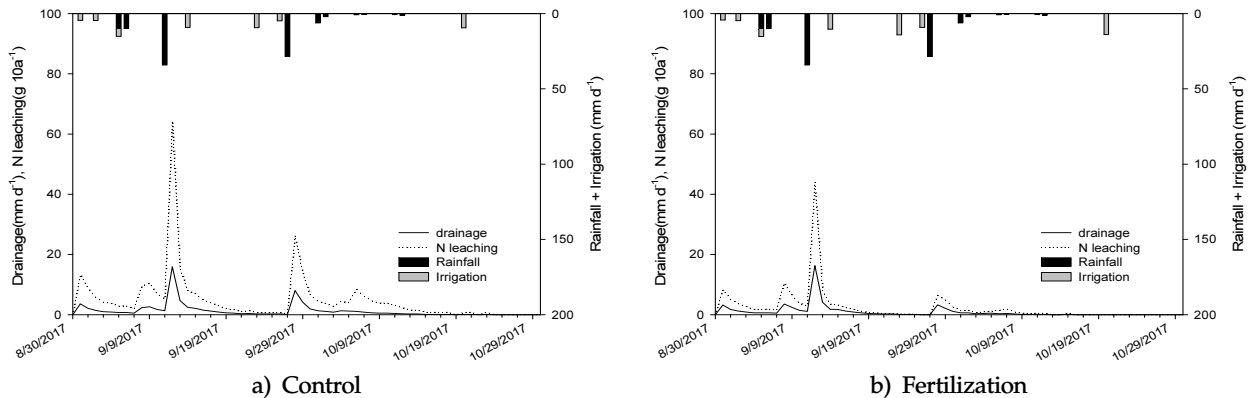 100
80
60
40
20
0
Drainage(mm d⁻¹), N leaching(g 10a⁻¹)
0
50
100
150
200
Rainfall + Irrigation (mm d⁻¹)
drainage
N leaching
Rainfall
Irrigation
8/30/2017
9/9/2017
9/19/2017
9/29/2017
10/9/2017
10/19/2017
10/29/2017
a) Control
100
80
60
40
20
0
Drainage(mm d⁻¹), N leaching(g 10a⁻¹)
0
50
100
150
200
Rainfall + Irrigation (mm d⁻¹)
drainage
N leaching
Rainfall
Irrigation
8/30/2017
9/9/2017
9/19/2017
9/29/2017
10/9/2017
10/19/2017
10/29/2017
b) Fertilization